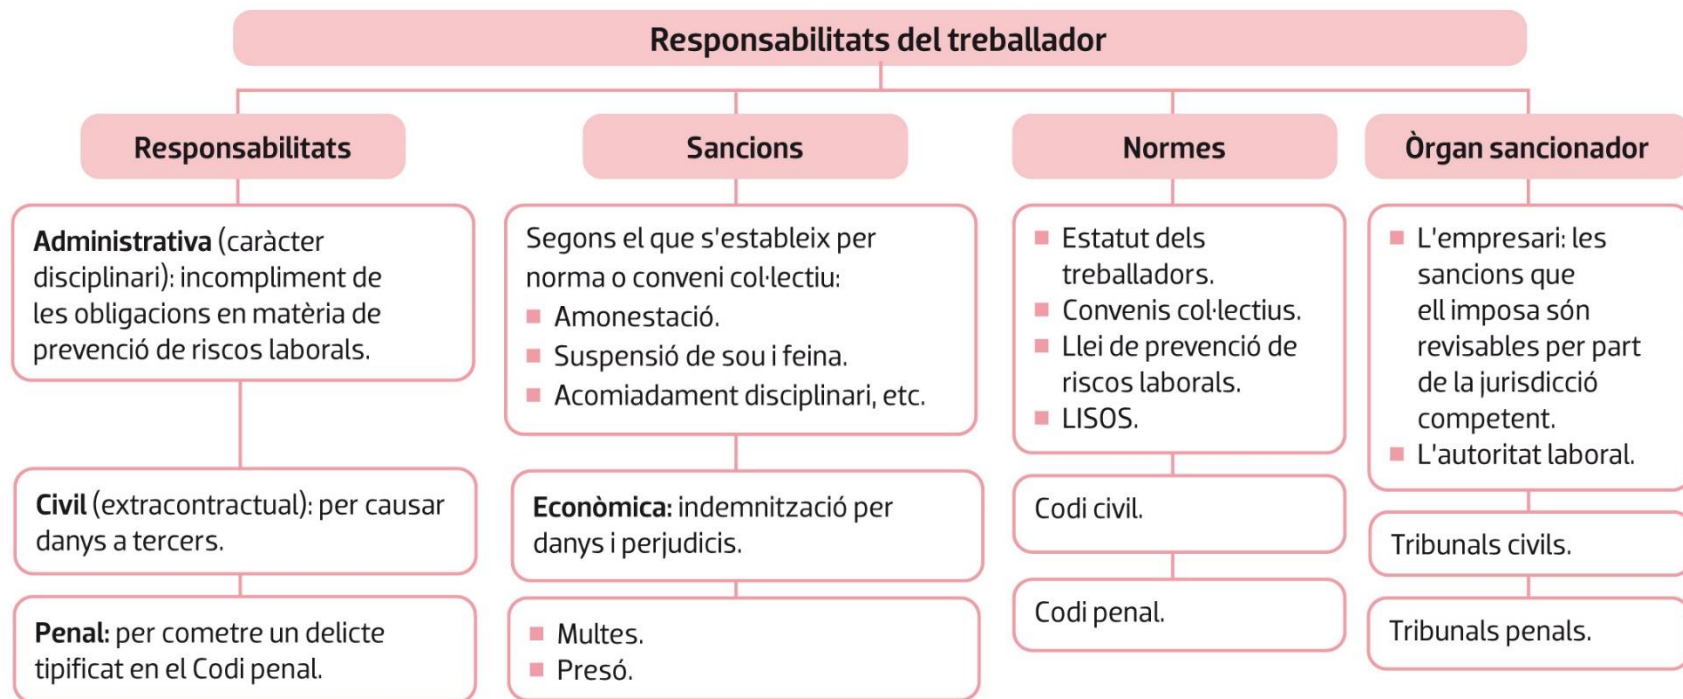 Responsabilitats del treballador
Responsabilitats
Administrativa (caràcter
disciplinari): incompliment de
les obligacions en matèria de
prevenció de riscos laborals.
Civil (extracontractual): per causar
danys a tercers.
Penal: per cometre un delicte
tipificat en el Codi penal.
Sancions
Segons el que s'estableix per
norma o conveni col·lectiu:
■ Amonestació.
■ Suspensió de sou i feina.
■ Acomiadament disciplinari, etc.
Econòmica: indemnització per
danys i perjudicis.
■ Multes.
■ Presó.
Normes
■ Estatut dels
treballadors.
■ Convenis col·lectius.
■ Llei de prevenció de
riscos laborals.
■ LISOS.
Codi civil.
Codi penal.
Òrgan sancionador
■ L'empresari: les
sancions que
ell imposa són
revisables per part
de la jurisdicció
competent.
■ L'autoritat laboral.
Tribunals civils.
Tribunals penals.